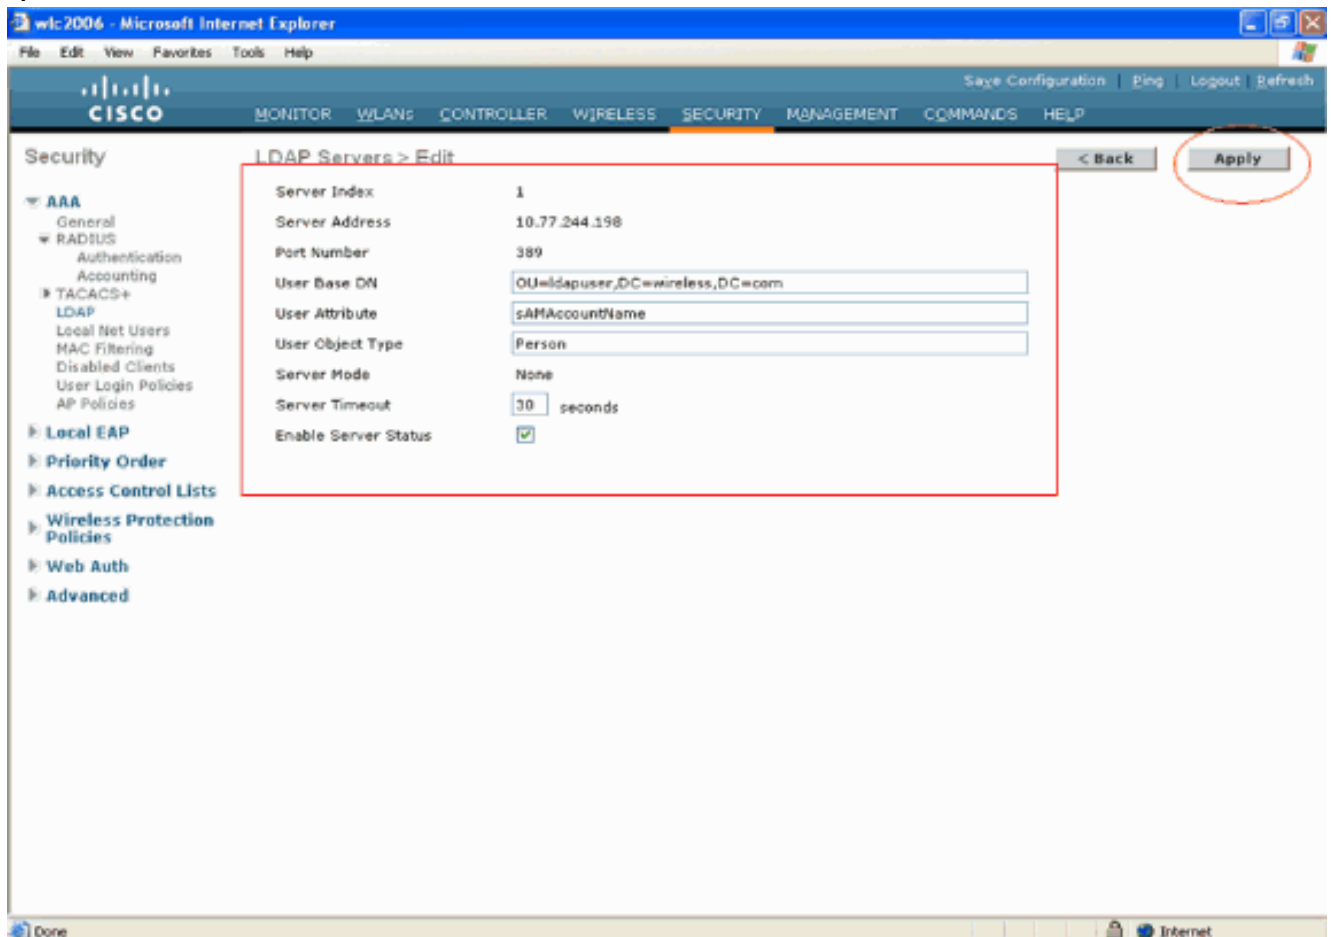 wlc2006 - Microsoft Internet Explorer
File Edit View Favorites Tools Help
Save Configuration | Ping | Logout | Refresh
CISCO
MONITOR WLANs CONTROLLER WIRELESS SECURITY MANAGEMENT COMMANDS HELP
Security
LDAP Servers > Edit
< Back
Apply
AAA
General
RADIUS
Authentication
Accounting
TACACS+
LDAP
Local Net Users
MAC Filtering
Disabled Clients
User Login Policies
AP Policies
Local EAP
Priority Order
Access Control Lists
Wireless Protection
Policies
Web Auth
Advanced
Server Index 1
Server Address 10.77.244.198
Port Number 389
User Base DN OU=ldapuser,DC=wireless,DC=com
User Attribute sAMAccountName
User Object Type Person
Server Mode None
Server Timeout 30 seconds
Enable Server Status
Done
Internet